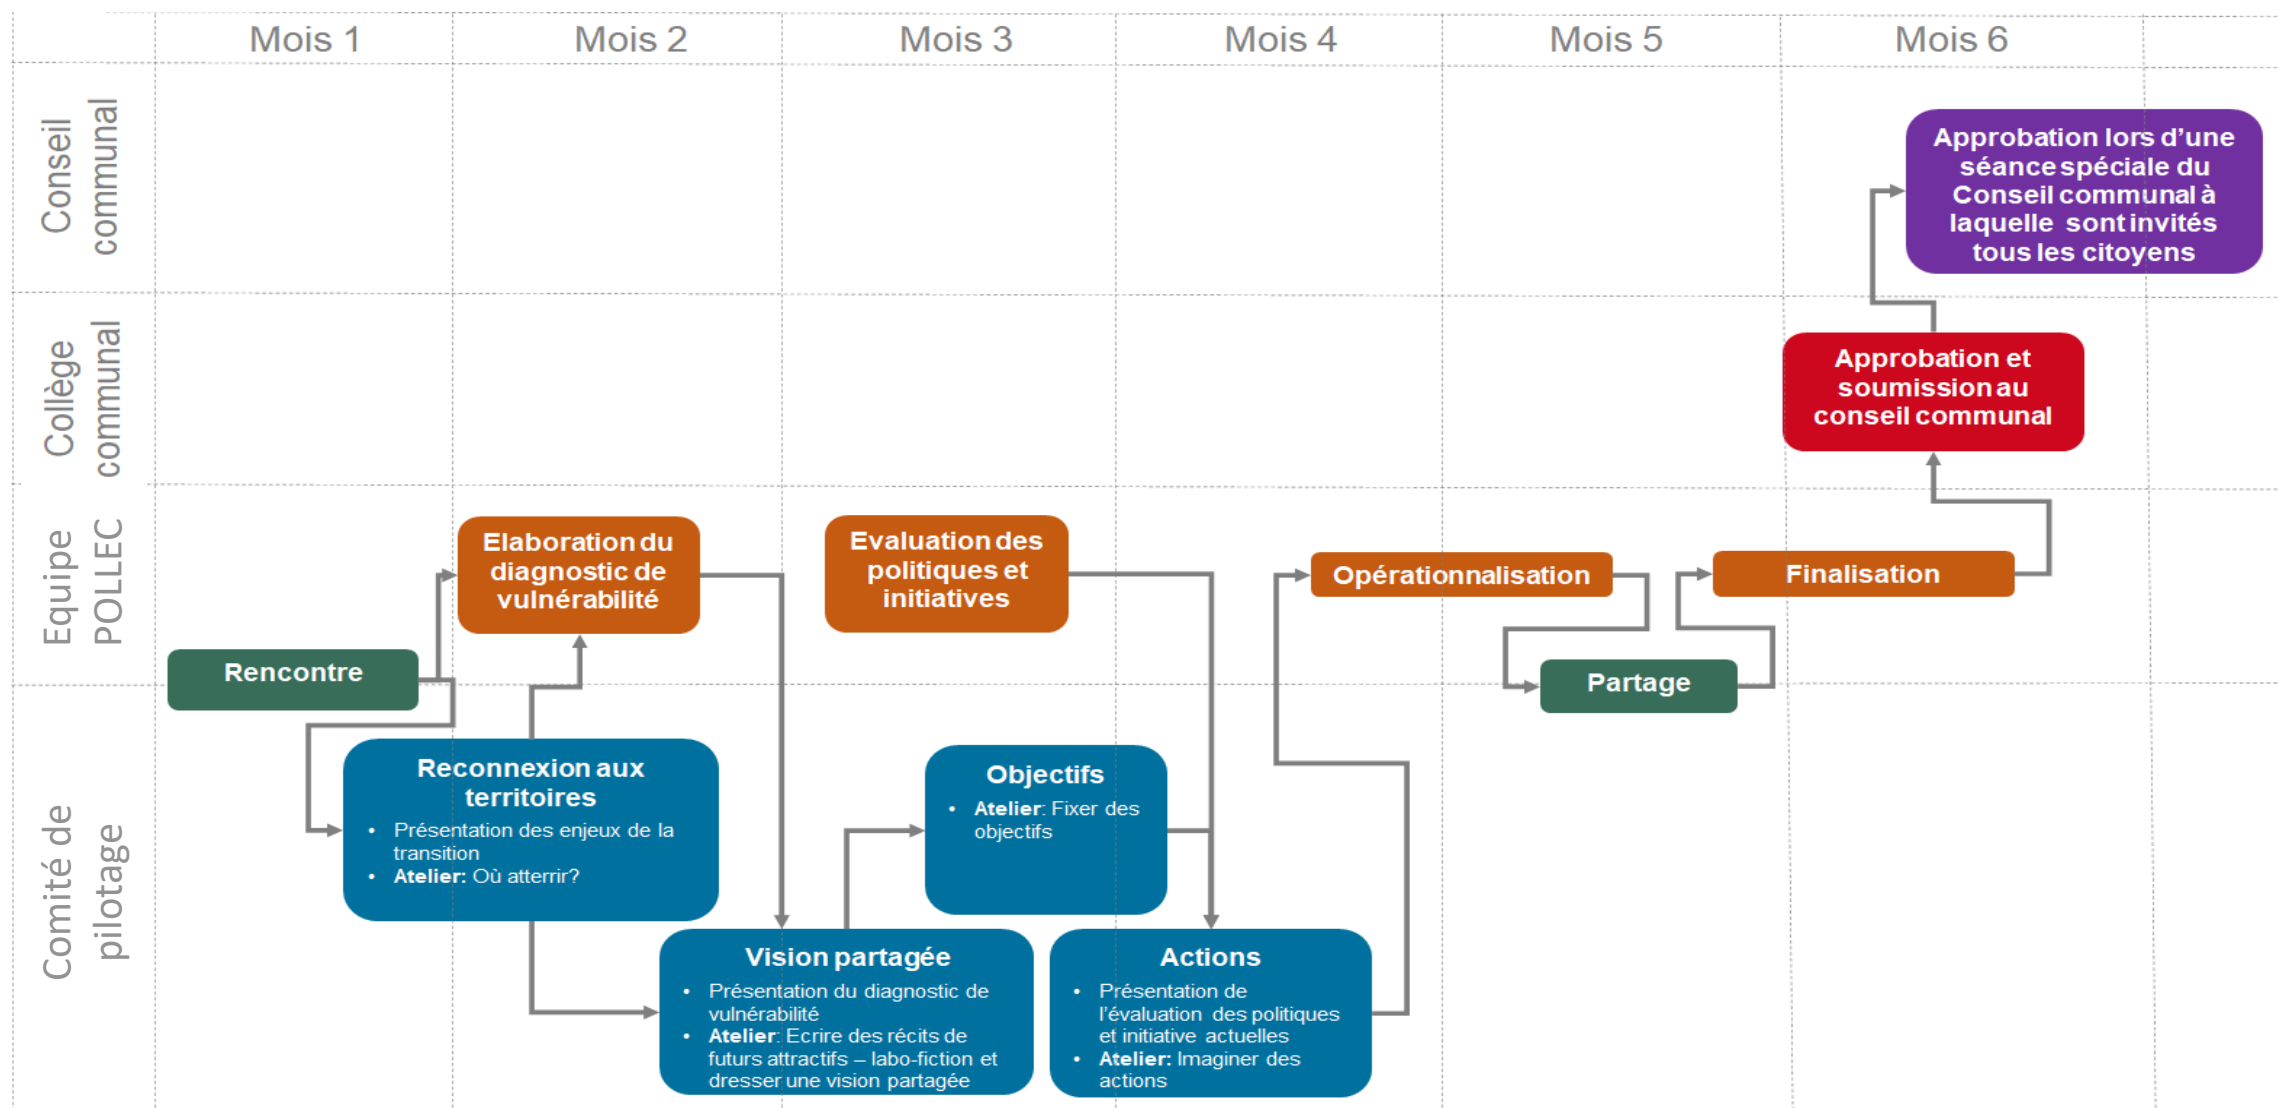 Mois 1
Mois 2
Mois 3
Mois 4
Mois 5
Mois 6
Conseil
communal
Approbation lors d’une
séance spéciale du
Conseil communal à
laquelle sont invités
tous les citoyens
Collège
communal
Approbation et
soumission au
conseil communal
Equipe
POLLEC
Elaboration du
diagnostic de
vulnérabilité
Evaluation des
politiques et
initiatives
Opérationnalisation
Finalisation
Rencontre
Partage
Comité de
pilotage
Reconnexion aux
territoires
• Présentation des enjeux de la
transition
• Atelier: Où atterrir?
Objectifs
• Atelier: Fixer des
objectifs
Vision partagée
• Présentation du diagnostic de
vulnérabilité
• Atelier: Ecrire des récits de
futurs attractifs – labo-fiction et
dresser une vision partagée
Actions
• Présentation de
l’évaluation des politiques
et initiative actuelles
• Atelier: Imaginer des
actions